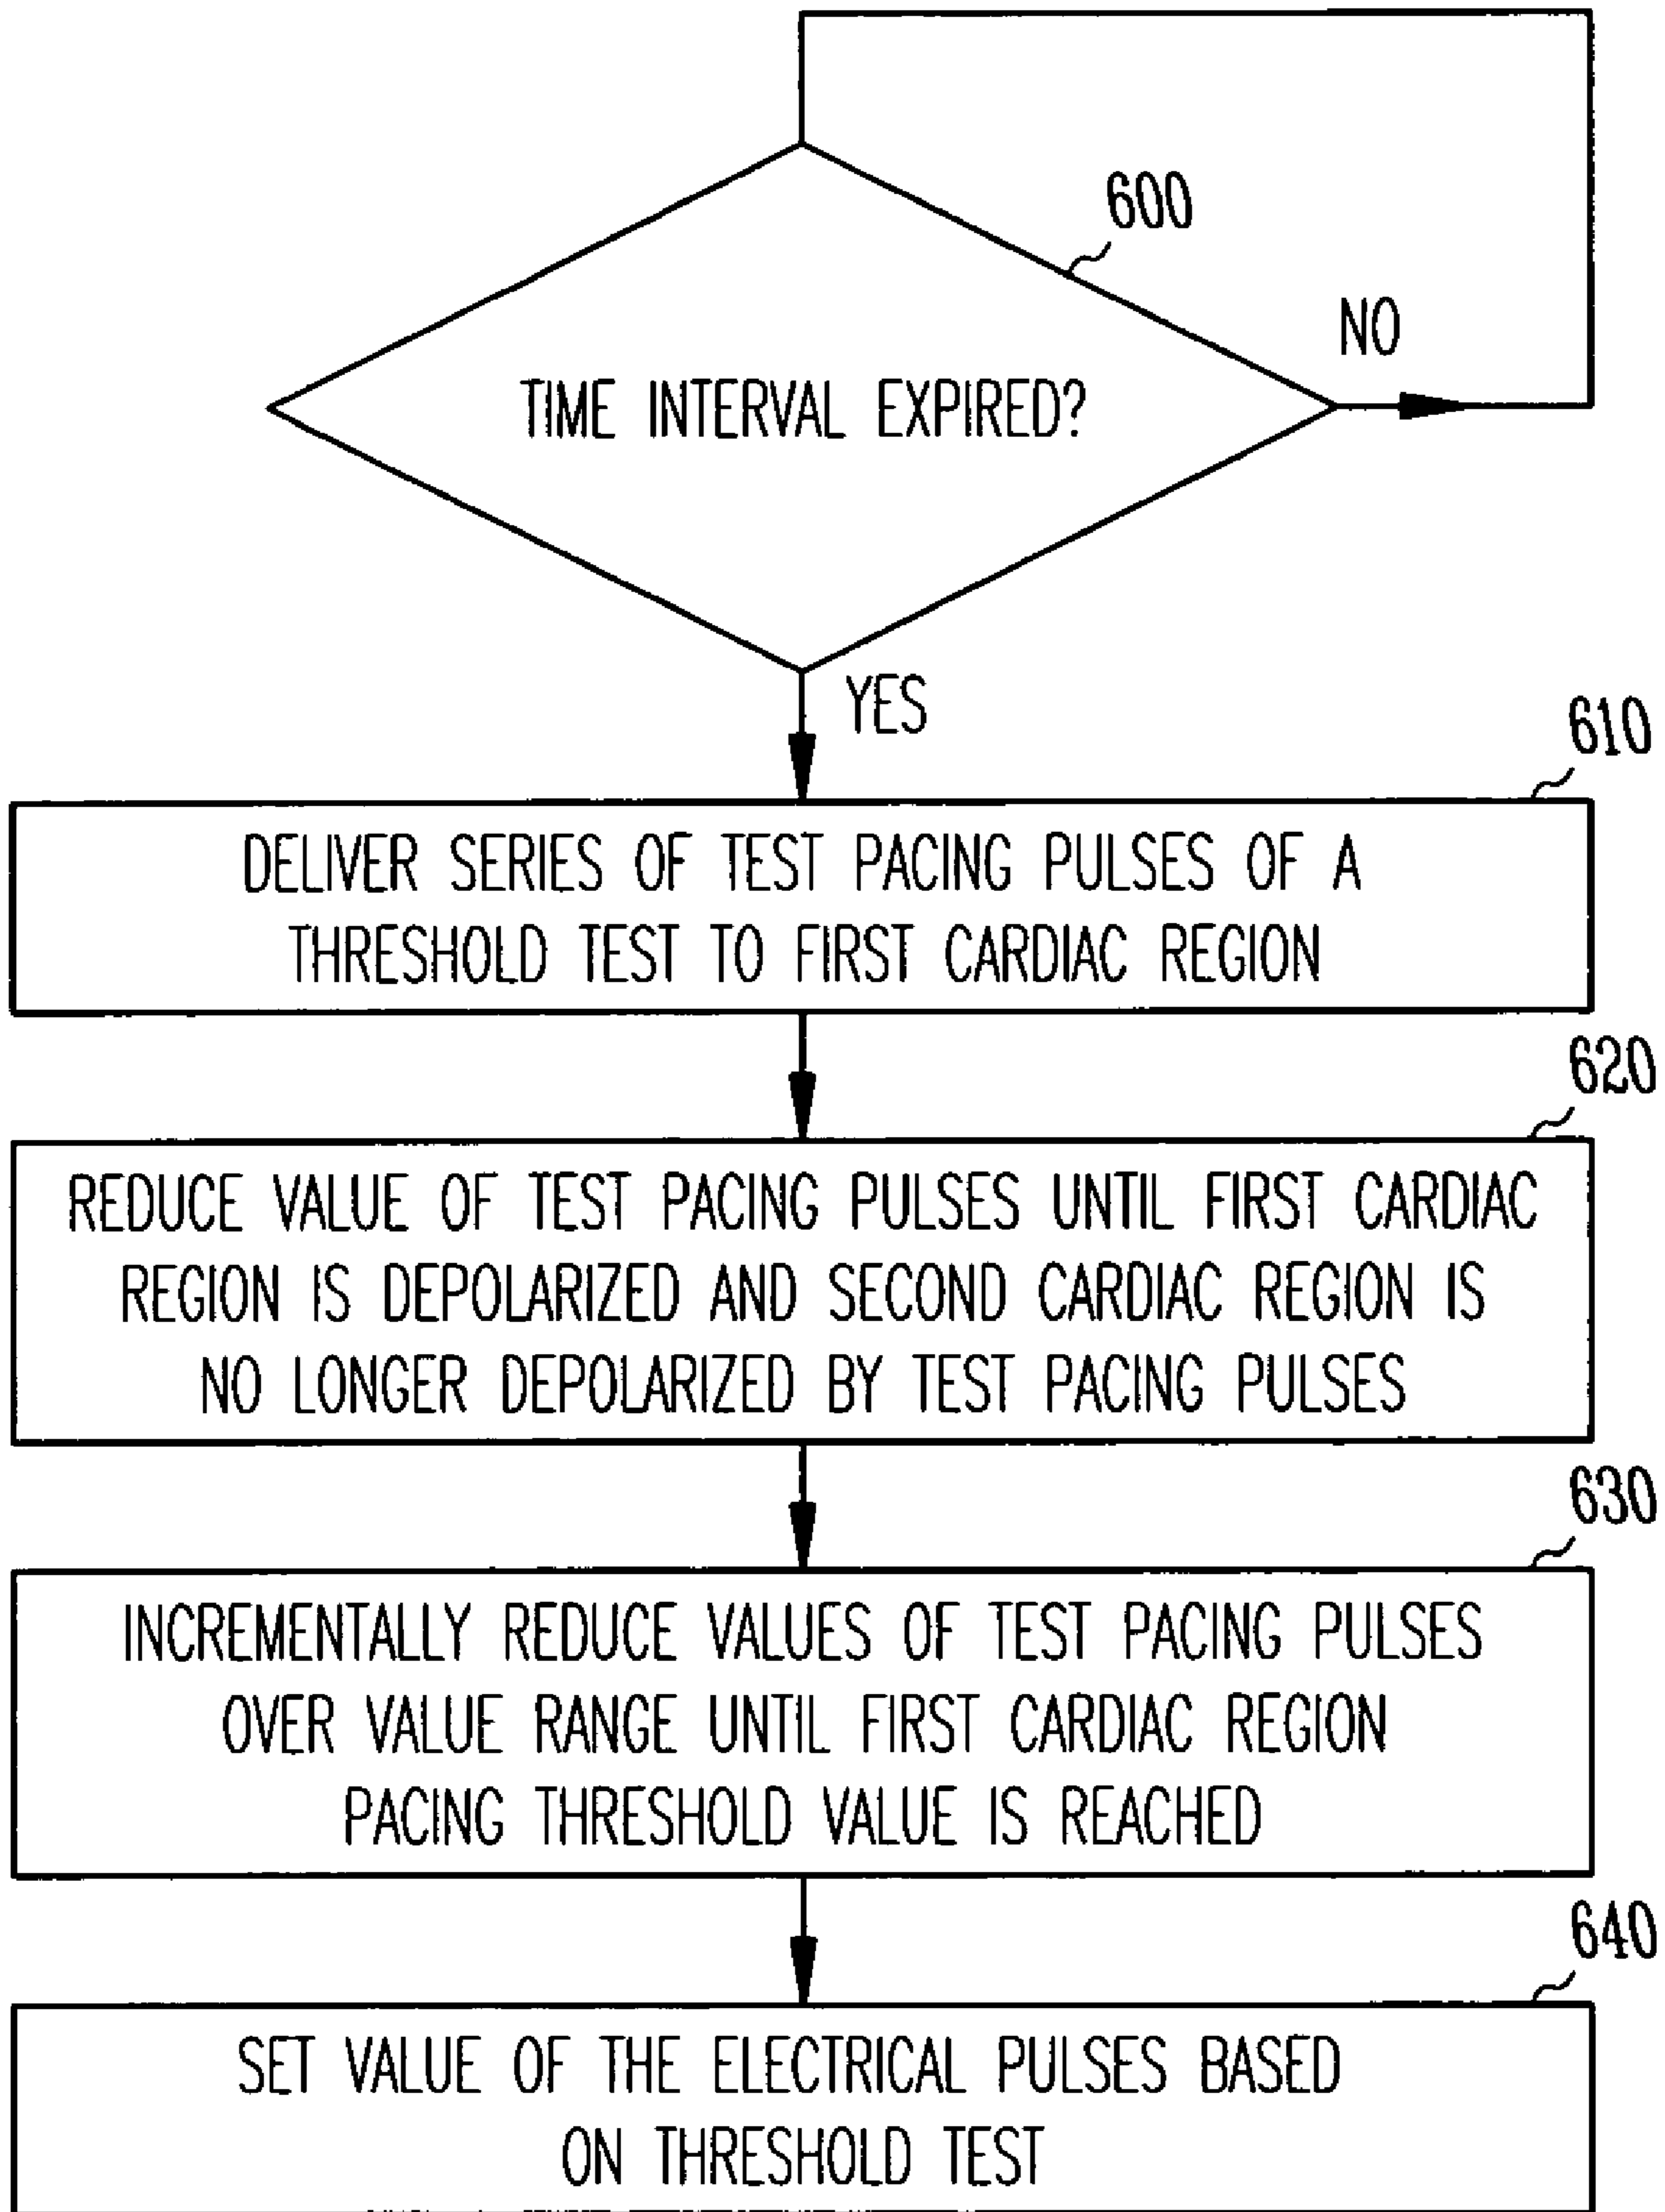 600
NO
TIME INTERVAL EXPIRED?
YES
610
DELIVER SERIES OF TEST PACING PULSES OF A
THRESHOLD TEST TO FIRST CARDIAC REGION
620
REDUCE VALUE OF TEST PACING PULSES UNTIL FIRST CARDIAC
REGION IS DEPOLARIZED AND SECOND CARDIAC REGION IS
NO LONGER DEPOLARIZED BY TEST PACING PULSES
630
INCREMENTALLY REDUCE VALUES OF TEST PACING PULSES
OVER VALUE RANGE UNTIL FIRST CARDIAC REGION
PACING THRESHOLD VALUE IS REACHED
640
SET VALUE OF THE ELECTRICAL PULSES BASED
ON THRESHOLD TEST